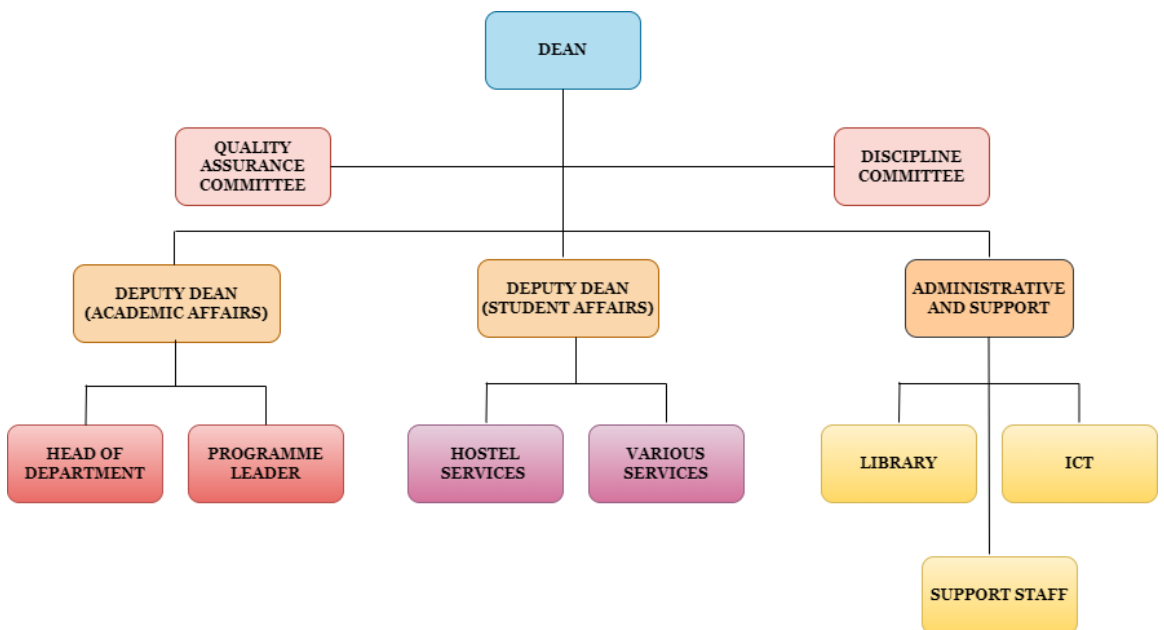 DEAN
QUALITY
ASSURANCE
COMMITTEE
DISCIPLINE
COMMITTEE
DEPUTY DEAN
(ACADEMIC AFFAIRS)
DEPUTY DEAN
(STUDENT AFFAIRS)
ADMINISTRATIVE
AND SUPPORT
HEAD OF
DEPARTMENT
PROGRAMME
LEADER
HOSTEL
SERVICES
VARIOUS
SERVICES
LIBRARY
ICT
SUPPORT STAFF